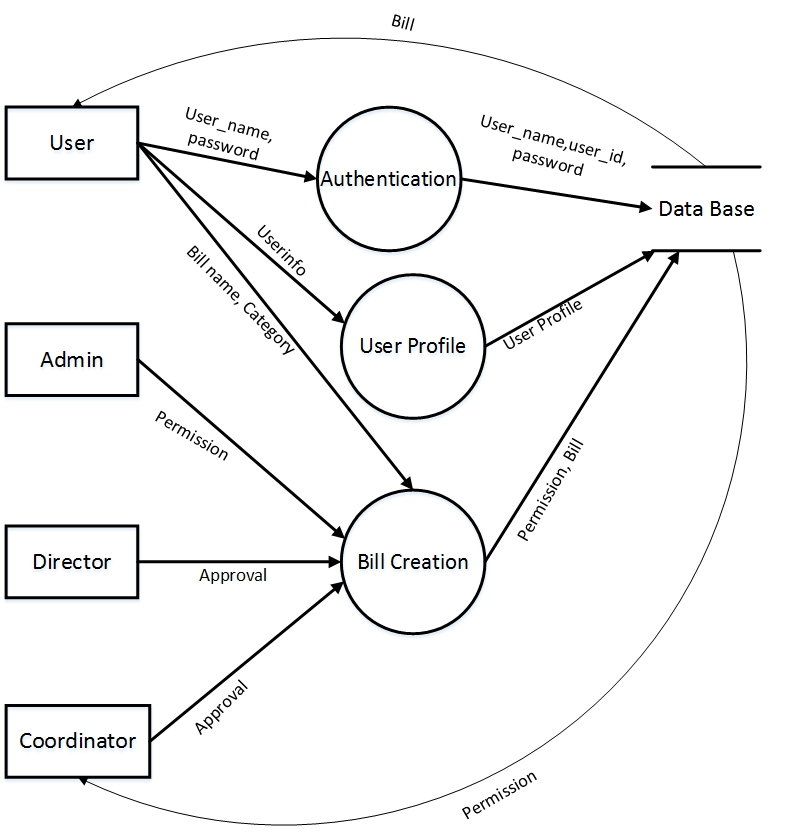 Bill
User
User_name,
password
Authentication
User_name,user_id,
password
Data Base
Userinfo
Bill name, Category
User Profile
User Profile
Admin
Permission
Director
Approval
Bill Creation
Permission, Bill
Coordinator
Approval
Permission